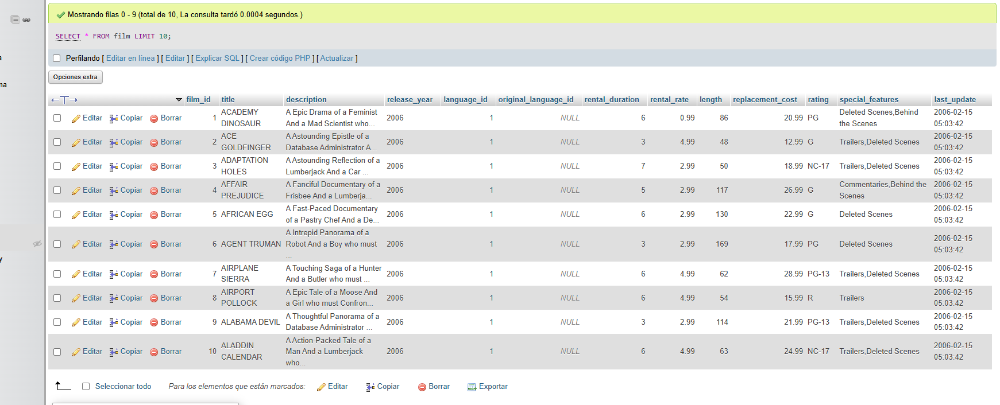 Mostrando filas 0 - 9 (total de 10, La consulta tardó 0.0004 segundos.)
SELECT * FROM film LIMIT 10;
Perfilando [ Editar en línea ] [ Editar ] [ Explicar SQL ] [ Crear código PHP ] [ Actualizar ]
Opciones extra
film_id title description release_year language_id original_language_id rental_duration rental_rate length replacement_cost rating special_features last_update
Editar Copiar Borrar 1 ACADEMY DINOSAUR A Epic Drama of a Feminist And a Mad Scientist who... 2006 1 NULL 6 0.99 86 20.99 PG Deleted Scenes,Behind the Scenes 2006-02-15 05:03:42
Editar Copiar Borrar 2 ACE GOLDFINGER A Astounding Epistle of a Database Administrator A... 2006 1 NULL 3 4.99 48 12.99 G Trailers,Deleted Scenes 2006-02-15 05:03:42
Editar Copiar Borrar 3 ADAPTATION HOLES A Astounding Reflection of a Lumberjack And a Car ... 2006 1 NULL 7 2.99 50 18.99 NC-17 Trailers,Deleted Scenes 2006-02-15 05:03:42
Editar Copiar Borrar 4 AFFAIR PREJUDICE A Fanciful Documentary of a Frisbee And a Lumberja... 2006 1 NULL 5 2.99 117 26.99 G Commentaries,Behind the Scenes 2006-02-15 05:03:42
Editar Copiar Borrar 5 AFRICAN EGG A Fast-Paced Documentary of a Pastry Chef And a De... 2006 1 NULL 6 2.99 130 22.99 G Deleted Scenes 2006-02-15 05:03:42
Editar Copiar Borrar 6 AGENT TRUMAN A Intrepid Panorama of a Robot And a Boy who must ... 2006 1 NULL 3 2.99 169 17.99 PG Deleted Scenes 2006-02-15 05:03:42
Editar Copiar Borrar 7 AIRPLANE SIERRA A Touching Saga of a Hunter And a Butler who must ... 2006 1 NULL 6 4.99 62 28.99 PG-13 Trailers,Deleted Scenes 2006-02-15 05:03:42
Editar Copiar Borrar 8 AIRPORT POLLOCK A Epic Tale of a Moose And a Girl who must Confron... 2006 1 NULL 6 4.99 54 15.99 R Trailers 2006-02-15 05:03:42
Editar Copiar Borrar 9 ALABAMA DEVIL A Thoughtful Panorama of a Database Administrator ... 2006 1 NULL 3 2.99 114 21.99 PG-13 Trailers,Deleted Scenes 2006-02-15 05:03:42
Editar Copiar Borrar 10 ALADDIN CALENDAR A Action-Packed Tale of a Man And a Lumberjack who... 2006 1 NULL 6 4.99 63 24.99 NC-17 Trailers,Deleted Scenes 2006-02-15 05:03:42
Seleccionar todo Para los elementos que están marcados: Editar Copiar Borrar Exportar